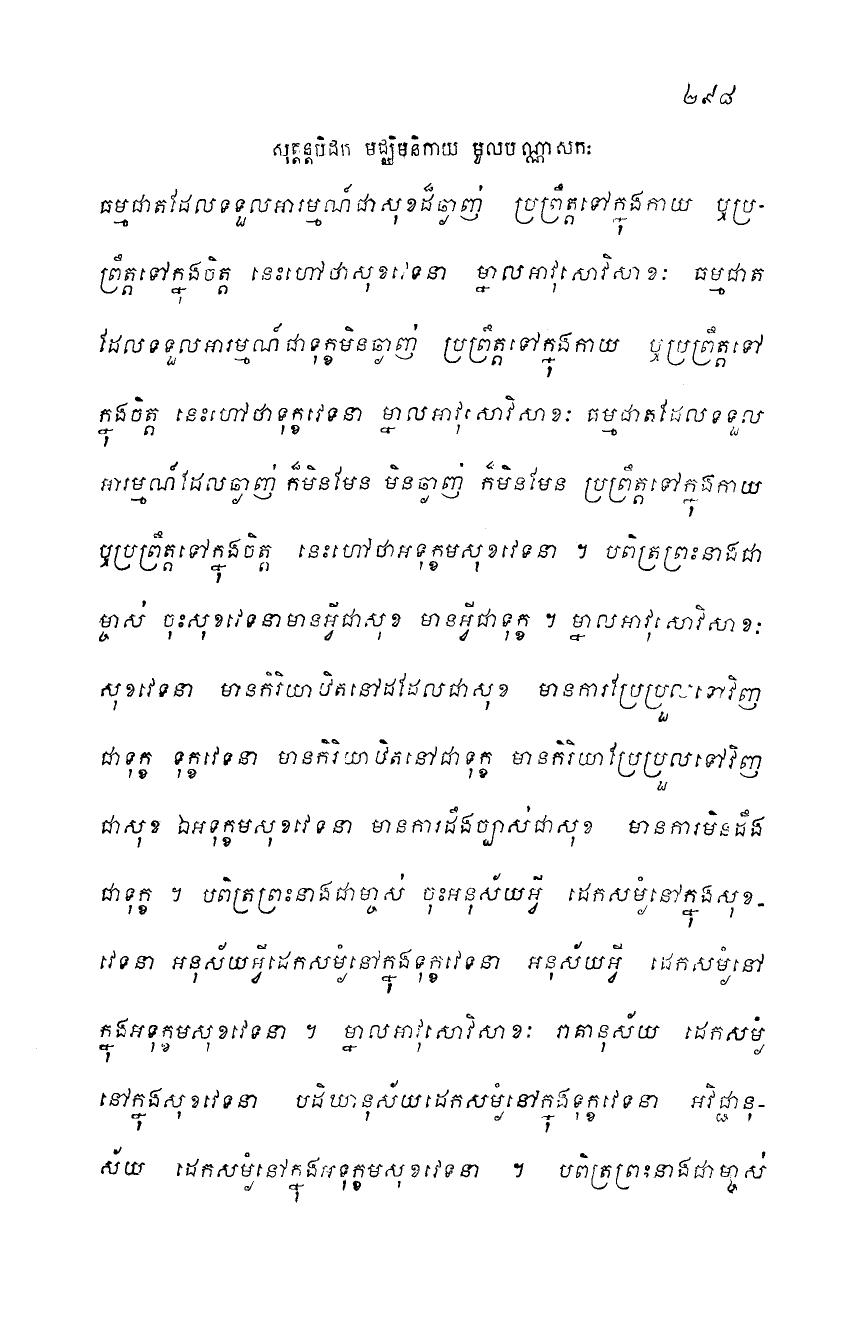 ២៩៨
សុត្តន្តបិដក មជ្ឈិមនិកាយ មូលបណ្ណាសកៈ
ធម្មជាតដែលទទួលអារម្មណ៍ជាសុខដ៏ឆ្ងាញ់ ប្រព្រឹត្តទៅក្នុងកាយ ឬប្រ-
ព្រឹត្តទៅក្នុងចិត្ត នេះហៅថាសុខវេទនា ម្នាលអាវុសោវិសាខៈ ធម្មជាត
ដែលទទួលអារម្មណ៍ជាទុក្ខមិនឆ្ងាញ់ ប្រព្រឹត្តទៅក្នុងកាយ ឬប្រព្រឹត្តទៅ
ក្នុងចិត្ត នេះហៅថាទុក្ខវេទនា ម្នាលអាវុសោវិសាខៈ ធម្មជាតដែលទទួល
អារម្មណ៍ដែលឆ្ងាញ់ ក៏មិនមែន មិនឆ្ងាញ់ ក៏មិនមែន ប្រព្រឹត្តទៅក្នុងកាយ
ឬប្រព្រឹត្តទៅក្នុងចិត្ត នេះហៅថាអទុក្ខមសុខវេទនា ។ បពិត្រព្រះនាងជា
ម្ចាស់ ចុះសុខវេទនាមានអ្វីជាសុខ មានអ្វីជាទុក្ខ ។ ម្នាលអាវុសោវិសាខៈ
សុខវេទនា មានកិរិយាឋិតនៅដដែលជាសុខ មានការប្រែប្រួលទៅវិញ
ជាទុក្ខ ទុក្ខវេទនា មានកិរិយាឋិតនៅជាទុក្ខ មានកិរិយាប្រែប្រួលទៅវិញ
ជាសុខ ឯអទុក្ខមសុខវេទនា មានការដឹងច្បាស់ជាសុខ មានការមិនដឹង
ជាទុក្ខ ។ បពិត្រព្រះនាងជាម្ចាស់ ចុះអនុស័យអ្វី ដេកសម្ងំនៅក្នុងសុខ-
វេទនា អនុស័យអ្វីដេកសម្ងំនៅក្នុងទុក្ខវេទនា អនុស័យអ្វី ដេកសម្ងំនៅ
ក្នុងអទុក្ខមសុខវេទនា ។ ម្នាលអាវុសោវិសាខៈ រាគានុស័យ ដេកសម្ងំ
នៅក្នុងសុខវេទនា បដិឃានុស័យដេកសម្ងំនៅក្នុងទុក្ខវេទនា អវិជ្ជានុ-
ស័យ ដេកសម្ងំនៅក្នុងអទុក្ខមសុខវេទនា ។ បពិត្រព្រះនាងជាម្ចាស់